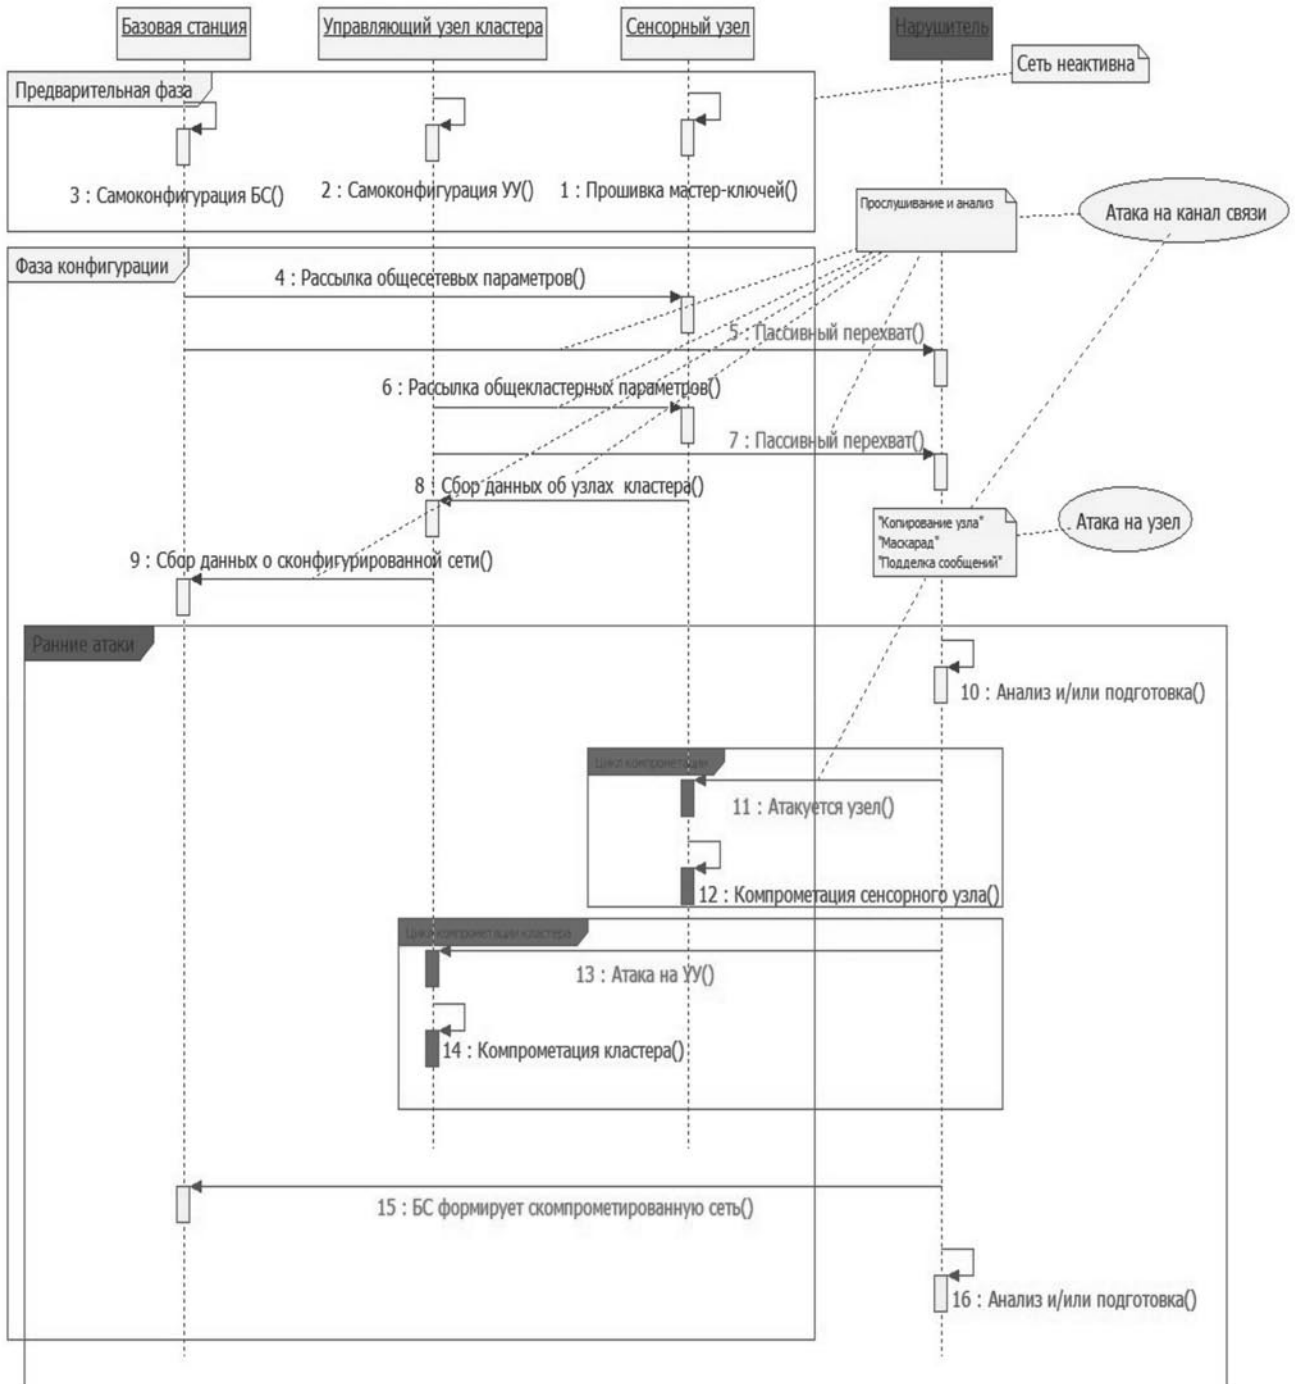 Базовая станция
Управляющий узел кластера
Сенсорный узел
Нарушитель
Сеть неактивна
Предварительная фаза
3 : Самоконфигурация БС()
2 : Самоконфигурация УУ()
1 : Прошивка мастер-ключей()
Прослушивание и анализ
Атака на канал связи
Фаза конфигурации
4 : Рассылка общесетевых параметров()
5 : Пассивный перехват()
6 : Рассылка общекластерных параметров()
7 : Пассивный перехват()
8 : Сбор данных об узлах кластера()
"Копирование узла"
"Маскарад"
"Подделка сообщений"
Атака на узел
9 : Сбор данных о сконфигурированной сети()
Ранние атаки
10 : Анализ и/или подготовка()
Цикл компрометации
11 : Атакуется узел()
12 : Компрометация сенсорного узла()
Цикл компрометации кластера
13 : Атака на УУ()
14 : Компрометация кластера()
15 : БС формирует скомпрометированную сеть()
16 : Анализ и/или подготовка()